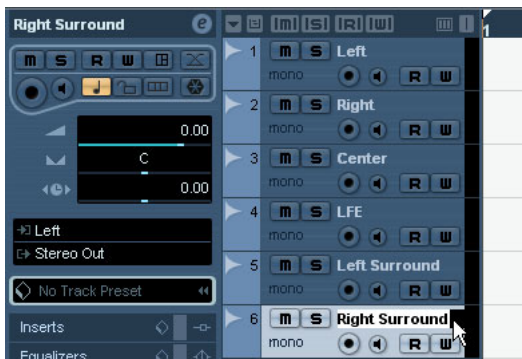 Right Surround e
m S R W
0.00
C
0.00
Left
Stereo Out
No Track Preset
Inserts
Equalizers
[m] [S] [R] [W]
1
1 m S Left
mono R W
2 m S Right
mono R W
3 m S Center
mono R W
4 m S LFE
mono R W
5 m S Left Surround
mono R W
6 m S Right Surround
mono R W